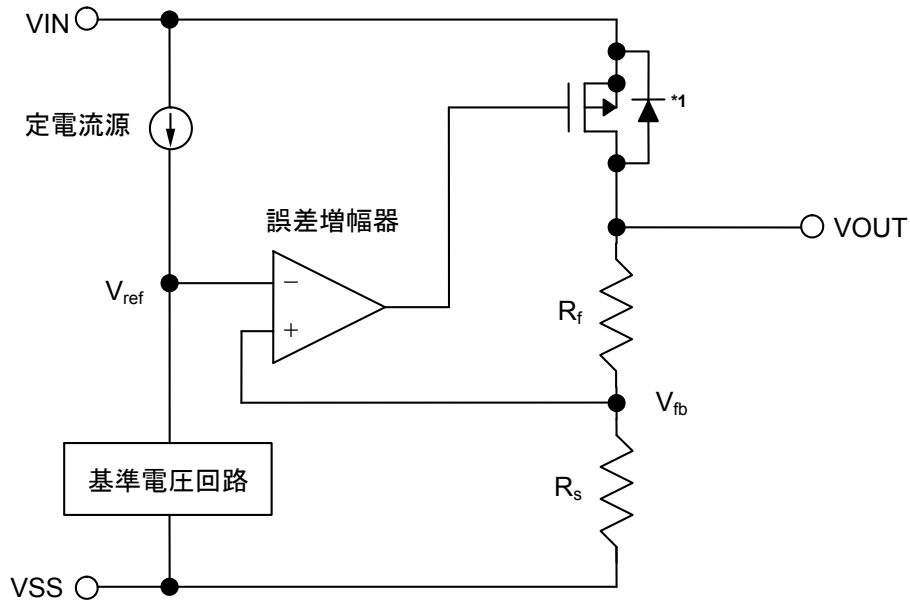 VIN
*1
定電流源
誤差増幅器
VOUT
Vref
−
+
Rf
Vfb
基準電圧回路
Rs
VSS